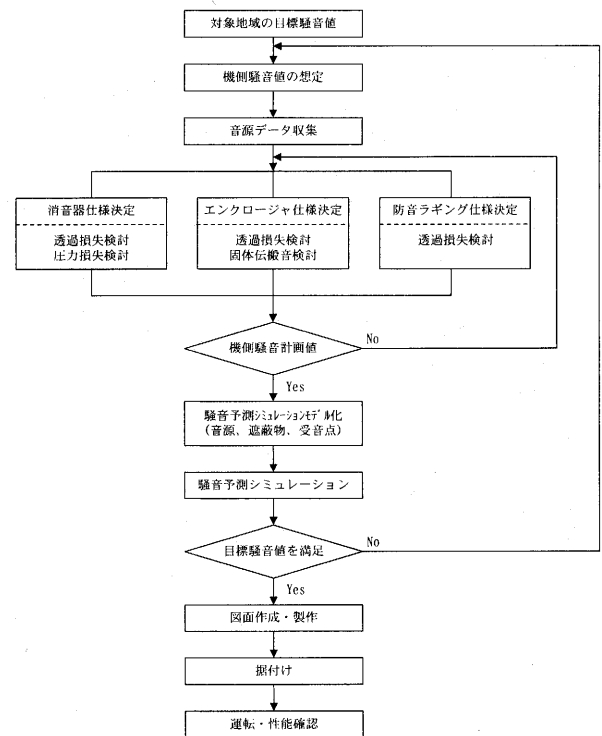 対象地域の目標騒音値
機側騒音値の想定
音源データ収集
消音器仕様決定
透過損失検討
圧力損失検討
エンクロージャ仕様決定
透過損失検討
固体伝搬音検討
防音ラギング仕様決定
透過損失検討
機側騒音計画値
No
Yes
騒音予測ｼﾐｭﾚｰｼｮﾝﾓﾃﾞﾙ化
(音源、遮蔽物、受音点)
騒音予測シミュレーション
目標騒音値を満足
No
Yes
図面作成・製作
据付け
運転・性能確認